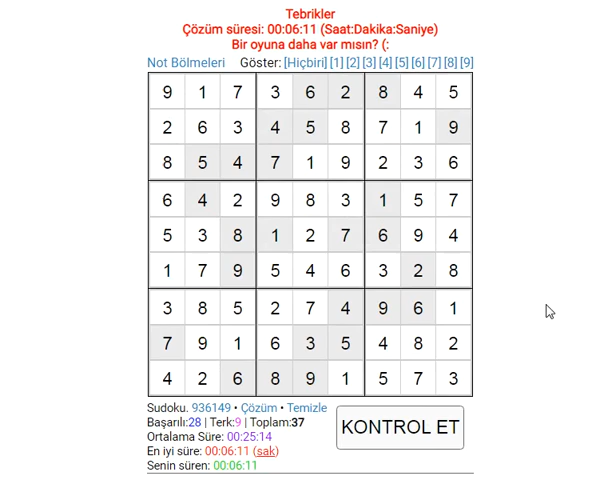 Tebrikler
Çözüm süresi: 00:06:11 (Saat:Dakika:Saniye)
Bir oyuna daha var mısın? (:
Not Bölmeleri Göster: [Hiçbiri] [1] [2] [3] [4] [5] [6] [7] [8] [9]
9 1 7 3 6 2 8 4 5
2 6 3 4 5 8 7 1 9
8 5 4 7 1 9 2 3 6
6 4 2 9 8 3 1 5 7
5 3 8 1 2 7 6 9 4
1 7 9 5 4 6 3 2 8
3 8 5 2 7 4 9 6 1
7 9 1 6 3 5 4 8 2
4 2 6 8 9 1 5 7 3
Sudoku. 936149 • Çözüm • Temizle
Başarılı:28 | Terk:9 | Toplam:37
Ortalama Süre: 00:25:14
En iyi süre: 00:06:11 (sak)
Senin süren: 00:06:11
KONTROL ET